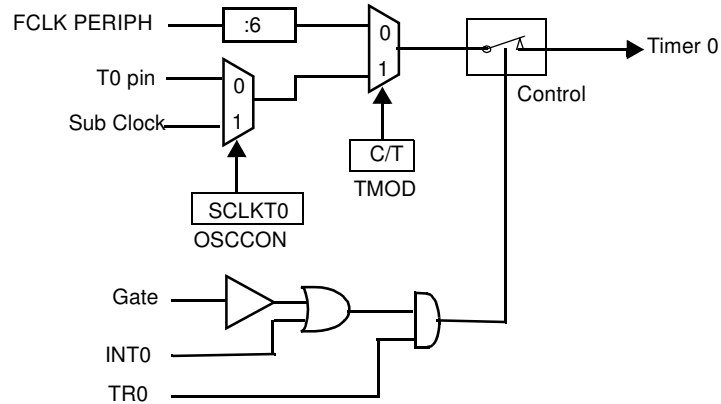 FCLK PERIPH
:6
0
1
Timer 0
T0 pin
0
1
Sub Clock
Control
C/T
TMOD
SCLKT0
OSCCON
Gate
INT0
TR0